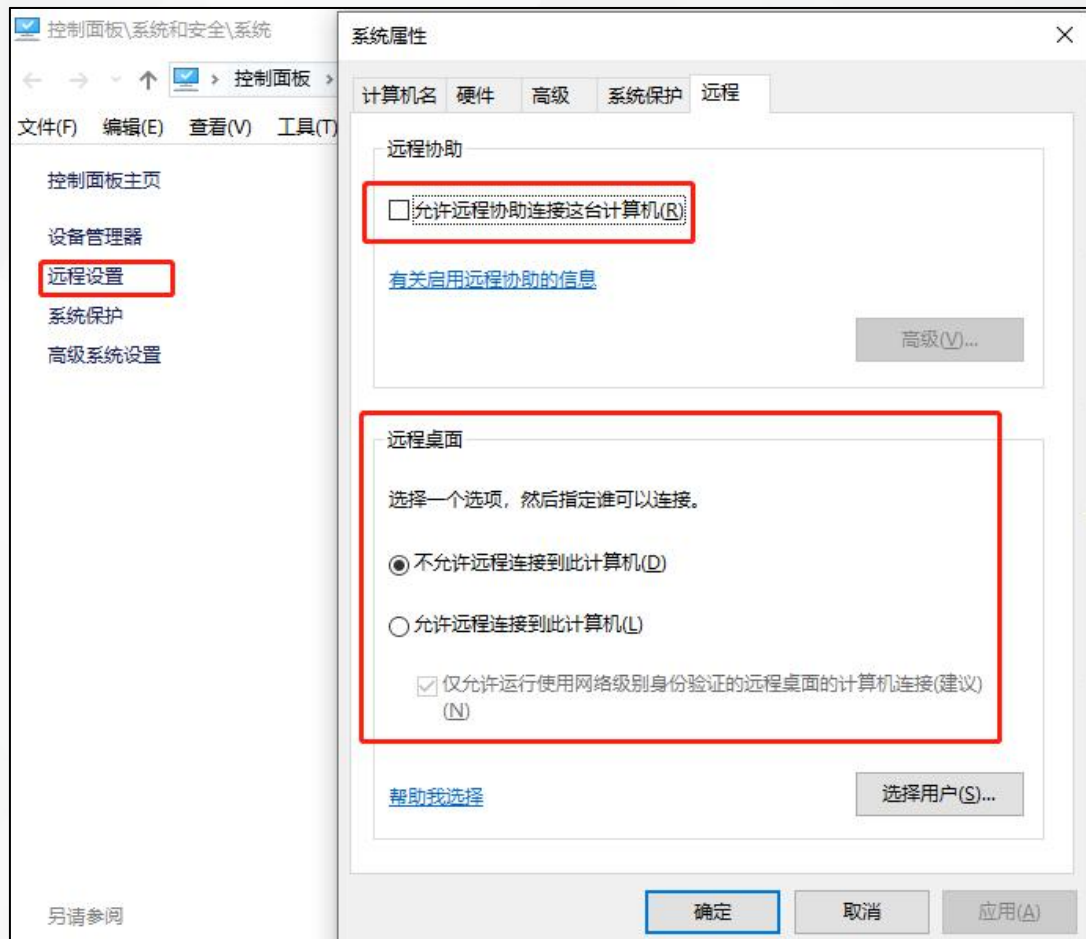 控制面板\系统和安全\系统
控制面板
文件(F) 编辑(E) 查看(V) 工具(T)
控制面板主页
设备管理器
远程设置
系统保护
高级系统设置
另请参阅
系统属性
计算机名 硬件 高级 系统保护 远程
远程协助
允许远程协助连接这台计算机(R)
有关启用远程协助的信息
高级(V)...
远程桌面
选择一个选项，然后指定谁可以连接。
不允许远程连接到此计算机(D)
允许远程连接到此计算机(L)
仅允许运行使用网络级别身份验证的远程桌面的计算机连接(建议)
(N)
帮助我选择
选择用户(S)...
确定 取消 应用(A)